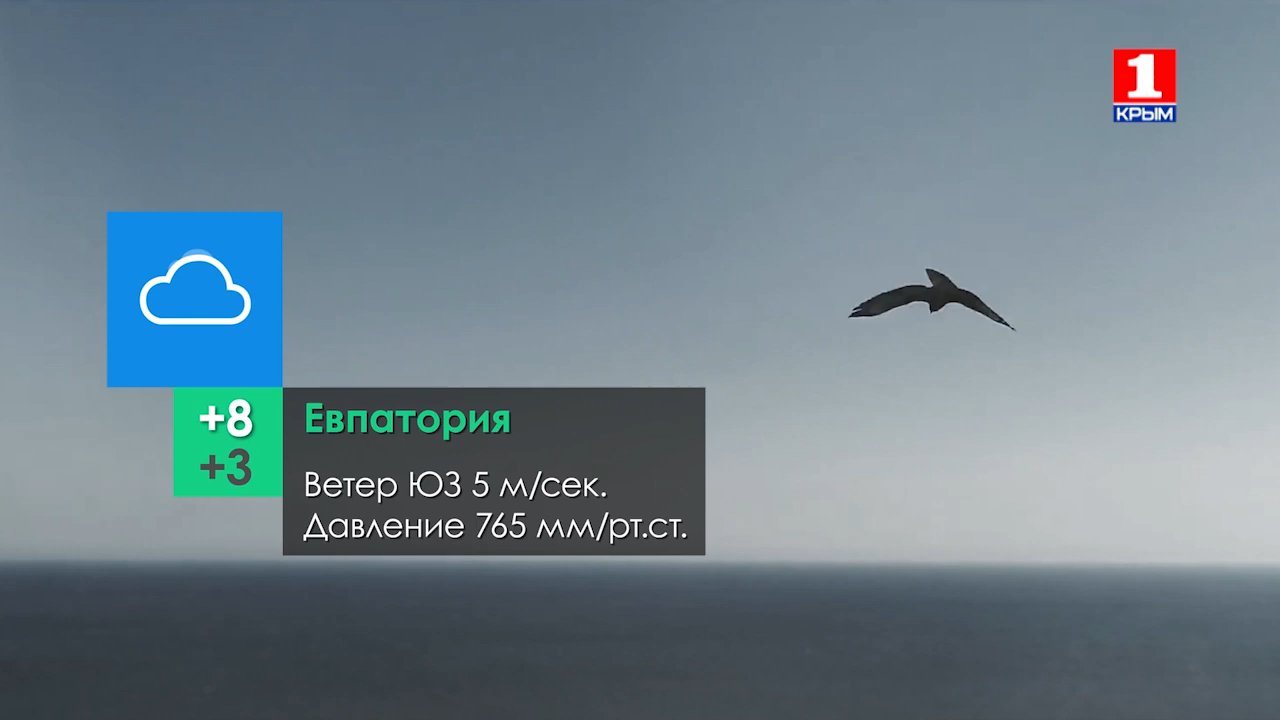 1
КРЫМ
+8
+3
Евпатория
Ветер ЮЗ 5 м/сек.
Давление 765 мм/рт.ст.